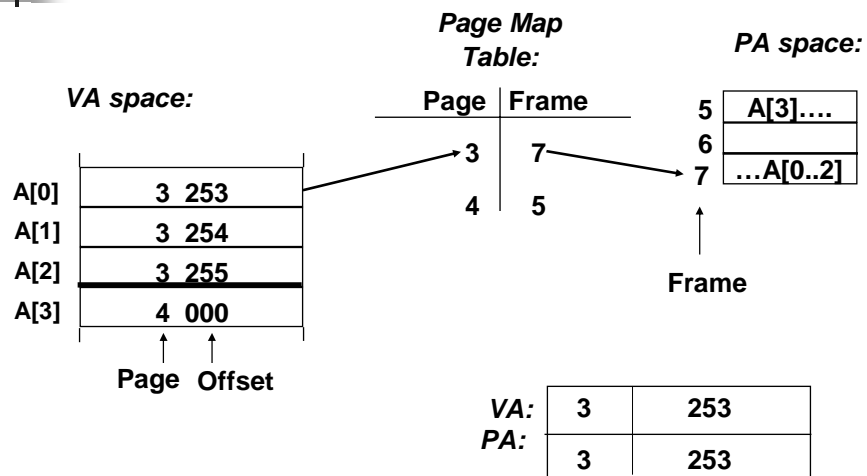 Page Map
Table:
PA space:
VA space:
Page Frame
5 A[3]....
6
7 ...A[0..2]
3 7
4 5
A[0] 3 253
A[1] 3 254
A[2] 3 255
A[3] 4 000
Frame
Page Offset
VA: 3 253
PA: 3 253